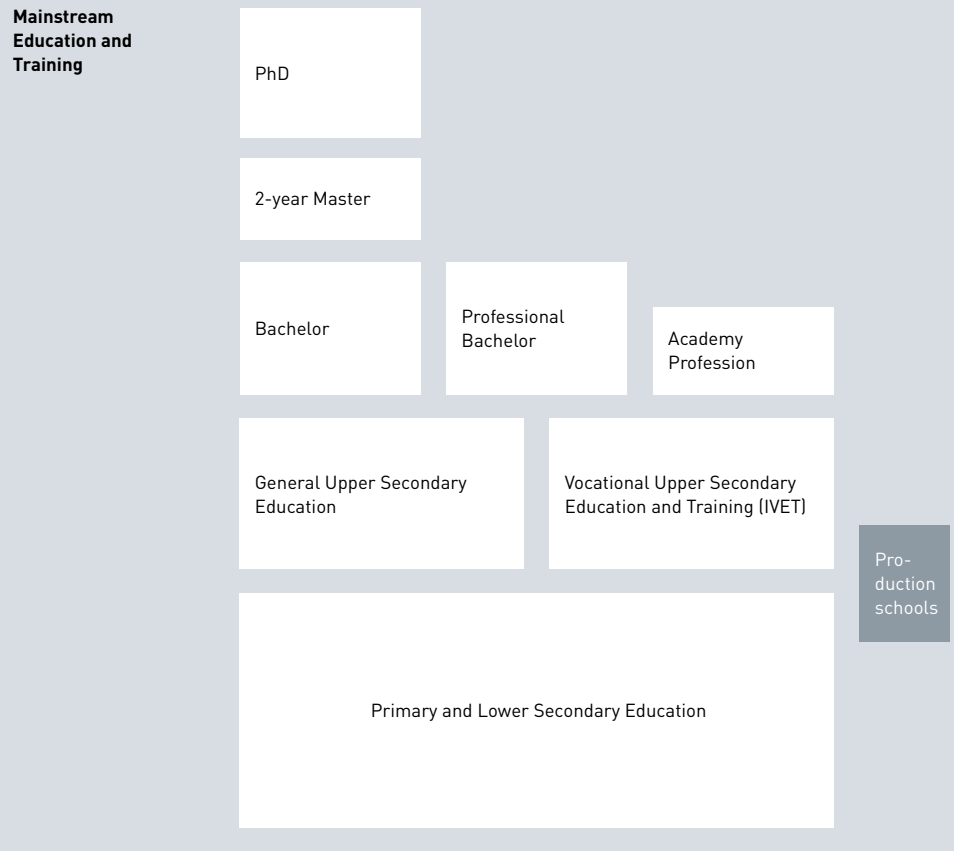 Mainstream
Education and
Training
PhD
2-year Master
Bachelor
Professional
Bachelor
Academy
Profession
General Upper Secondary
Education
Vocational Upper Secondary
Education and Training (IVET)
Pro-
duction
schools
Primary and Lower Secondary Education